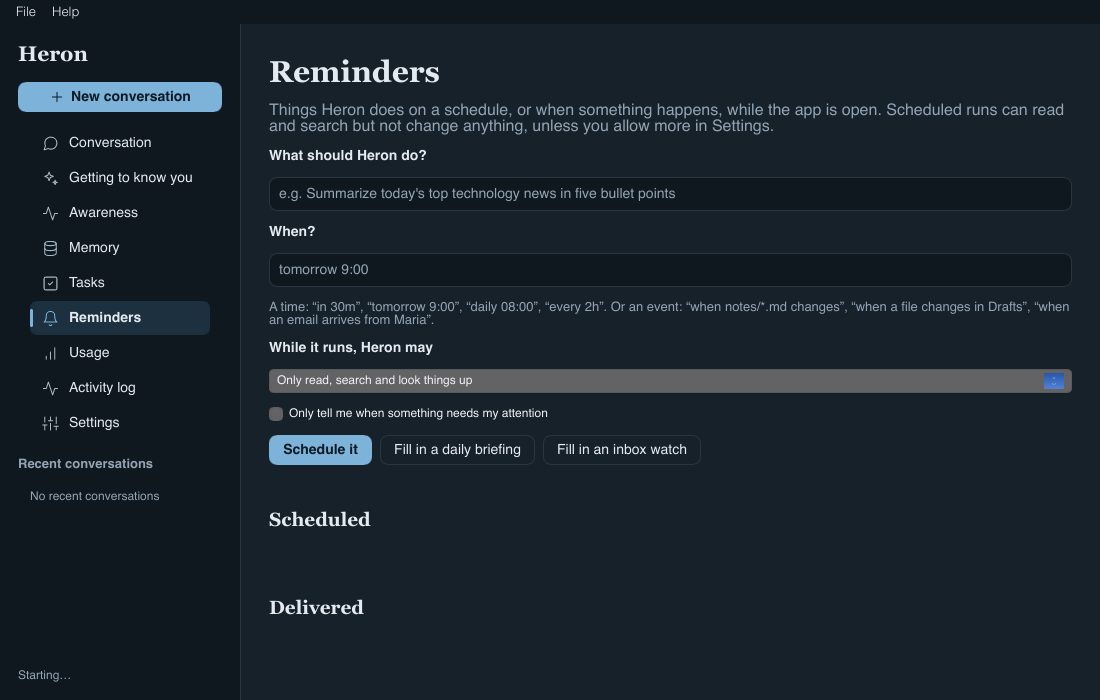 File Help
Heron
New conversation
Conversation
Getting to know you
Awareness
Memory
Tasks
Reminders
Usage
Activity log
Settings
Recent conversations
No recent conversations
Starting…
Reminders
Things Heron does on a schedule, or when something happens, while the app is open. Scheduled runs can read
and search but not change anything, unless you allow more in Settings.
What should Heron do?
e.g. Summarize today's top technology news in five bullet points
When?
tomorrow 9:00
A time: “in 30m”, “tomorrow 9:00”, “daily 08:00”, “every 2h”. Or an event: “when notes/*.md changes”, “when a file changes in Drafts”, “when
an email arrives from Maria”.
While it runs, Heron may
Only read, search and look things up
Only tell me when something needs my attention
Schedule it Fill in a daily briefing Fill in an inbox watch
Scheduled
Delivered